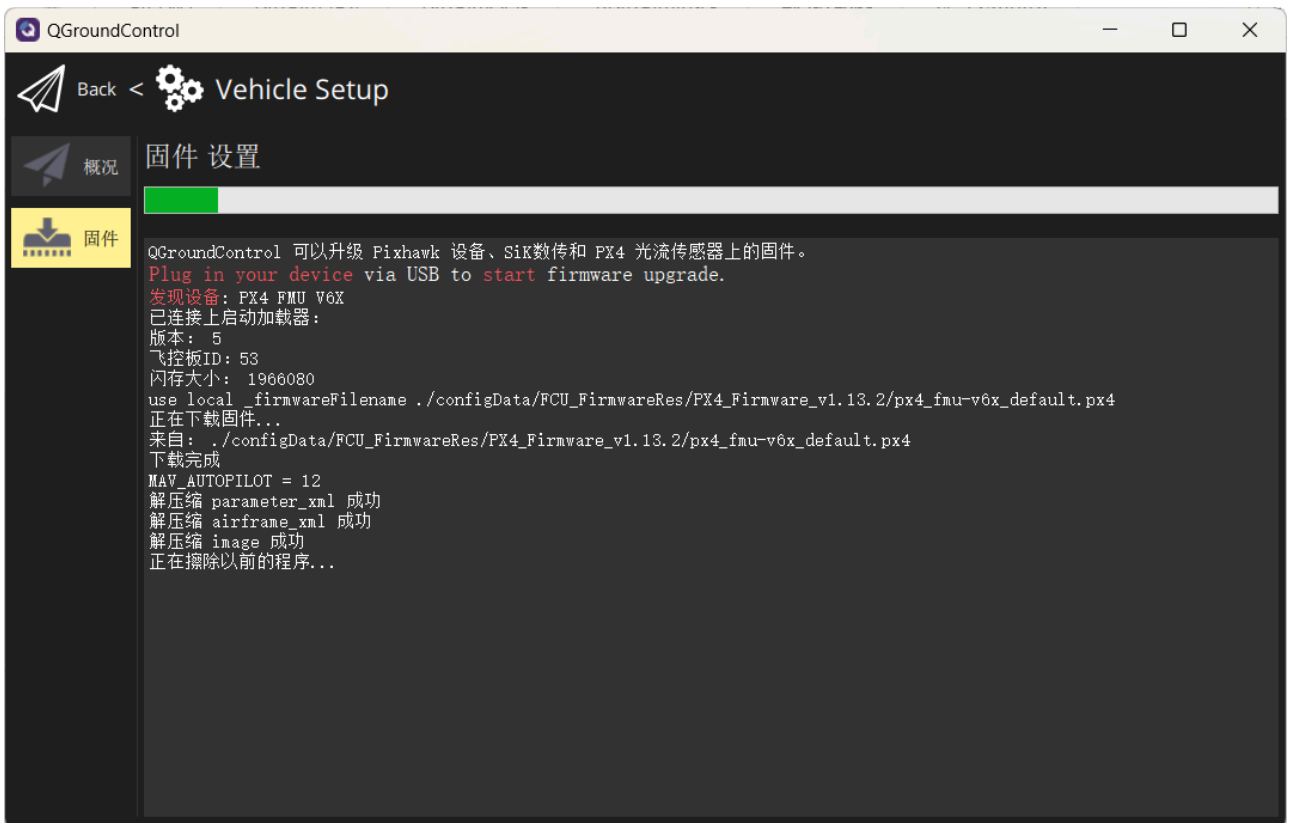 QGroundControl
Back < Vehicle Setup
概况
固件 设置
固件
QGroundControl 可以升级 Pixhawk 设备、SiK数传和 PX4 光流传感器上的固件。
Plug in your device via USB to start firmware upgrade.
发现设备: PX4 FMU V6X
已连接上启动加载器:
版本: 5
飞控板ID: 53
闪存大小: 1966080
use local _firmwareFilename ./configData/FCU_FirmwareRes/PX4_Firmware_v1.13.2/px4_fmu-v6x_default.px4
正在下载固件...
来自: ./configData/FCU_FirmwareRes/PX4_Firmware_v1.13.2/px4_fmu-v6x_default.px4
下载完成
MAV_AUTOPILOT = 12
解压缩 parameter_xml 成功
解压缩 airframe_xml 成功
解压缩 image 成功
正在擦除以前的程序...